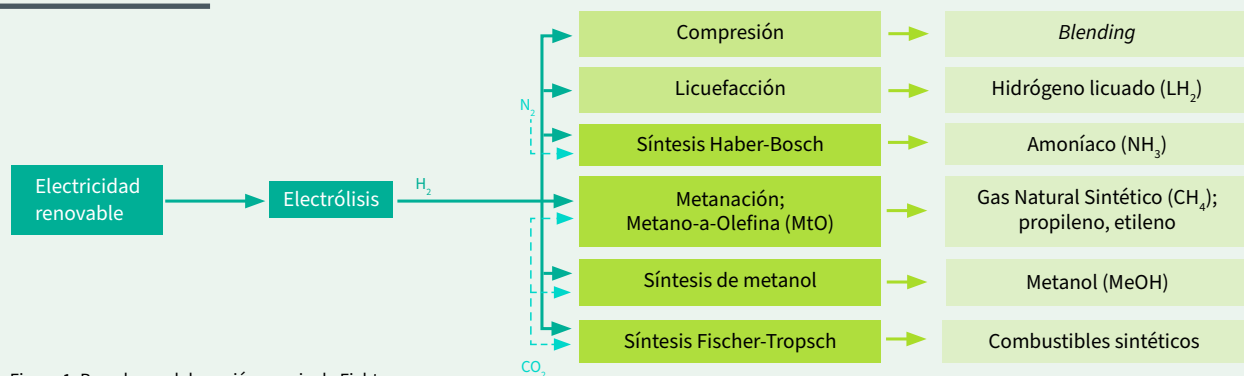 Electricidad
renovable
Electrólisis
H₂
N₂
CO₂
Compresión
Blending
Licuefacción
Hidrógeno licuado (LH₂)
Síntesis Haber-Bosch
Amoníaco (NH₃)
Metanación;
Metano-a-Olefina (MtO)
Gas Natural Sintético (CH₄);
propileno, etileno
Síntesis de metanol
Metanol (MeOH)
Síntesis Fischer-Tropsch
Combustibles sintéticos